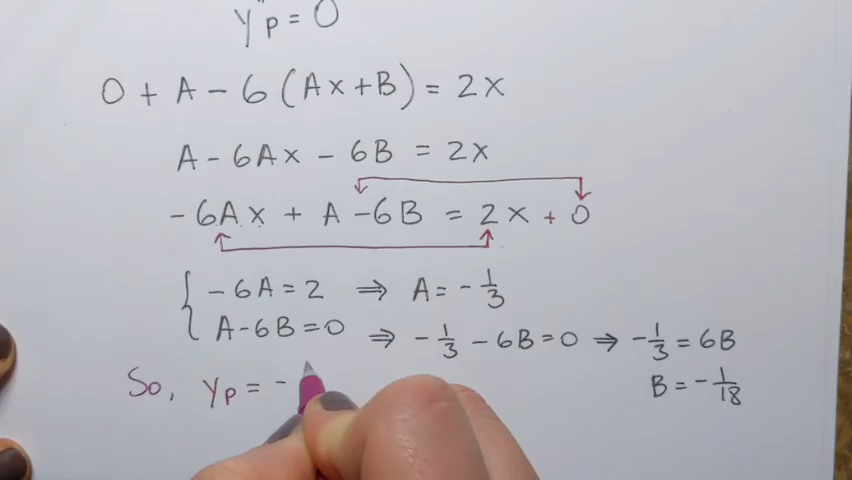 y"p = 0
0 + A - 6 (Ax + B) = 2x
A - 6Ax - 6B = 2x
-6Ax + A - 6B = 2x + 0
-6A = 2 ⇒ A = -1/3
A - 6B = 0 ⇒ -1/3 - 6B = 0 ⇒ -1/3 = 6B
So, yp = -
B = -1/18